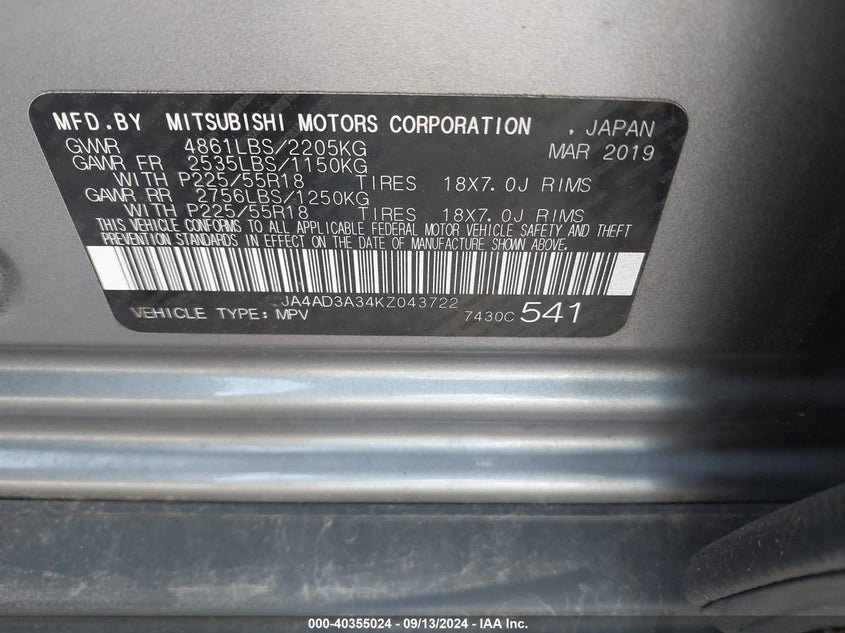 MFD.BY MITSUBISHI MOTORS CORPORATION , JAPAN
GVWR 4861LBS/2205KG MAR 2019
GAWR FR 2535LBS/1150KG
WITH P225/55R18 TIRES 18X7.0J RIMS
GAWR RR 2756LBS/1250KG
WITH P225/55R18 TIRES 18X7.0J RIMS
THIS VEHICLE CONFORMS TO ALL APPLICABLE FEDERAL MOTOR VEHICLE SAFETY AND THEFT
PREVENTION STANDARDS IN EFFECT ON THE DATE OF MANUFACTURE SHOWN ABOVE.
JA4AD3A34KZ043722
VEHICLE TYPE: MPV 7430C 541
000-40355024 - 09/13/2024 - IAA Inc.